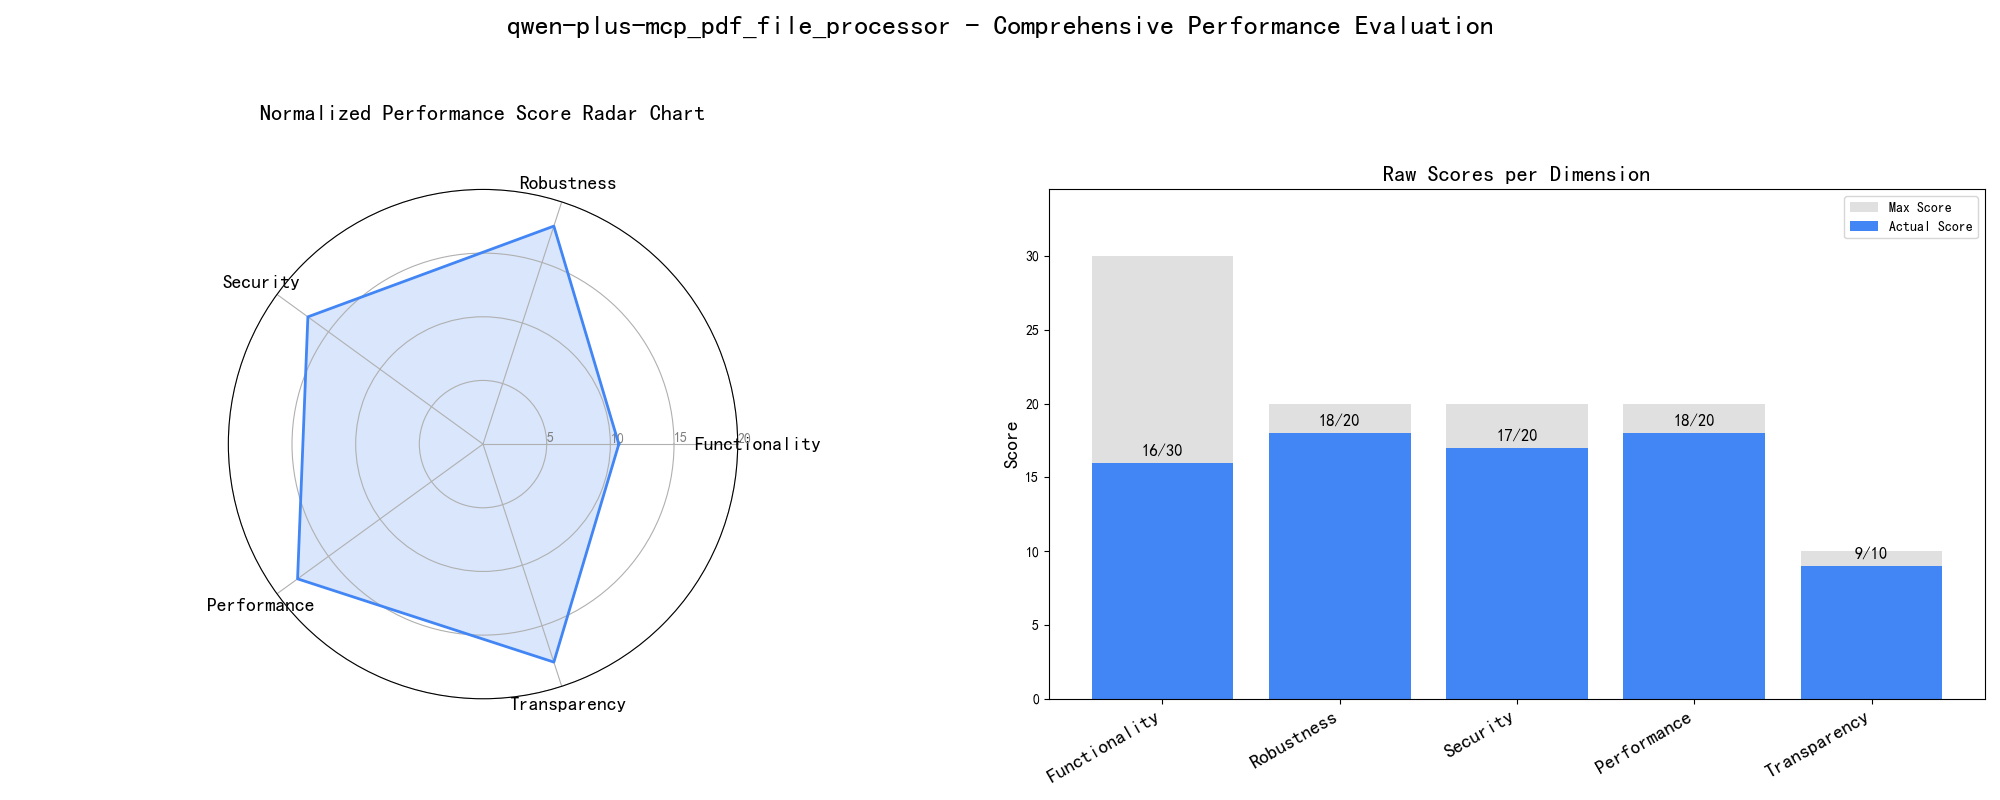 qwen-plus-mcp_pdf_file_processor - Comprehensive Performance Evaluation
Normalized Performance Score Radar Chart
Robustness
Security
Functionality
5
10
15
20
Performance
Transparency
Raw Scores per Dimension
Max Score
Actual Score
Score
30
25
20
15
10
5
0
16/30
18/20
17/20
18/20
9/10
Functionality
Robustness
Security
Performance
Transparency